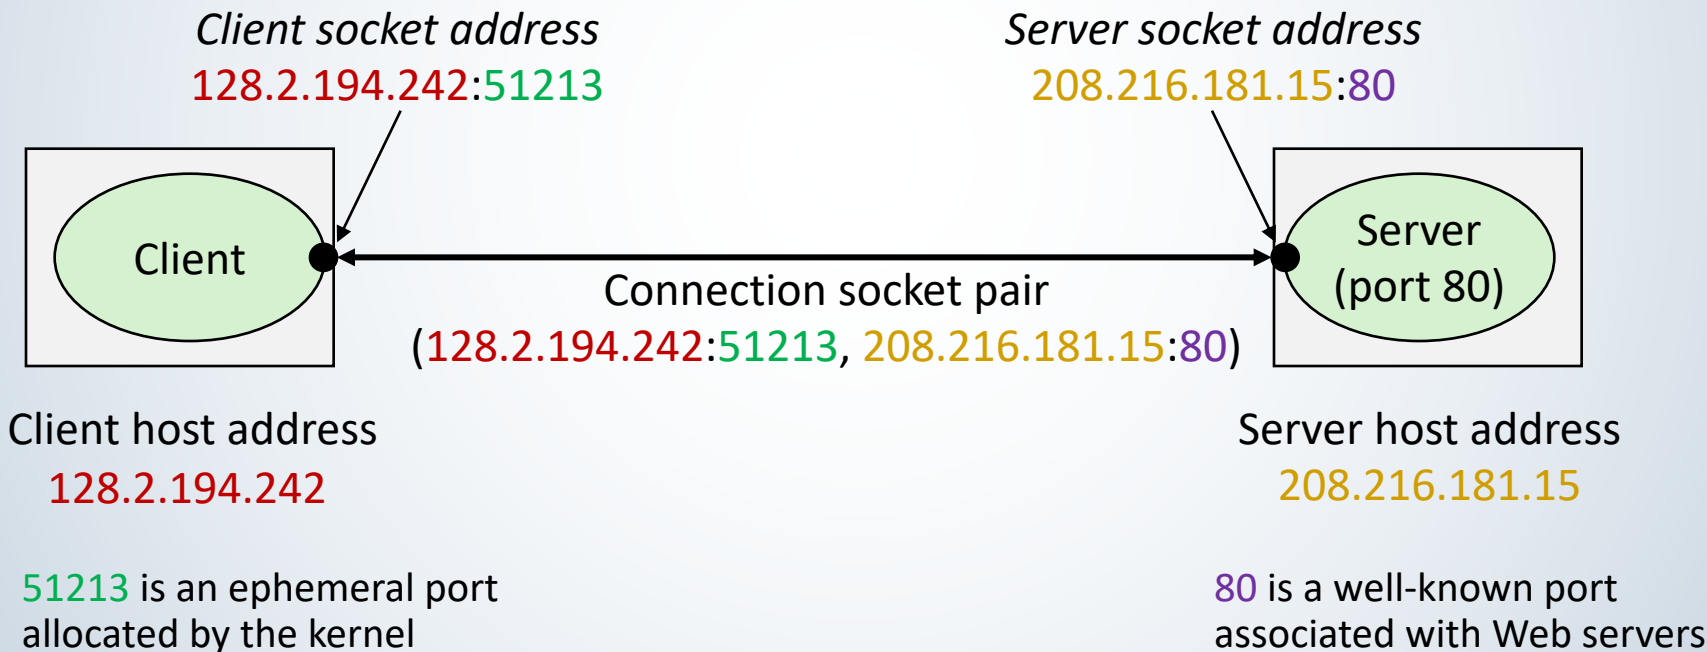 Client socket address
128.2.194.242:51213
Server socket address
208.216.181.15:80
Client
Server
(port 80)
Connection socket pair
(128.2.194.242:51213, 208.216.181.15:80)
Client host address
128.2.194.242
Server host address
208.216.181.15
51213 is an ephemeral port
allocated by the kernel
80 is a well-known port
associated with Web servers